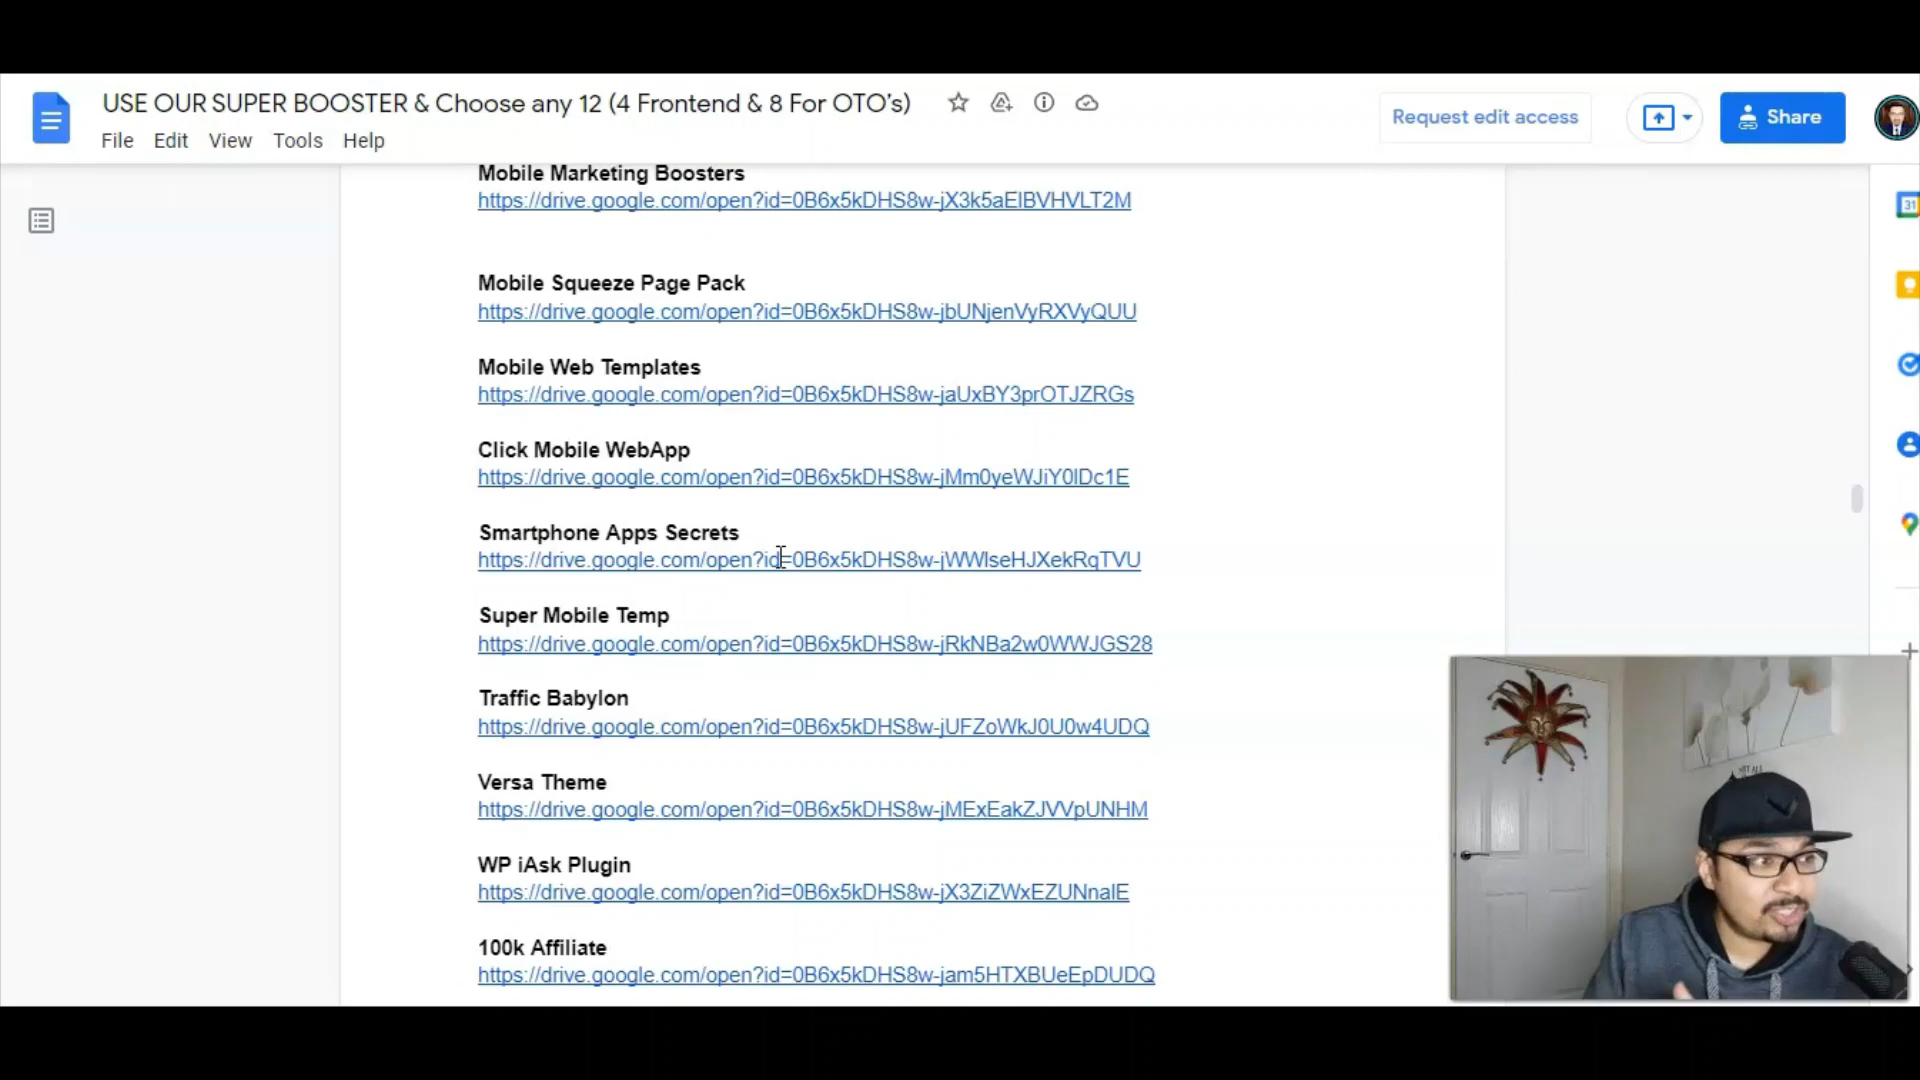 USE OUR SUPER BOOSTER & Choose any 12 (4 Frontend & 8 For OTO's)
File Edit View Tools Help
Request edit access
Share
31
Mobile Marketing Boosters
https://drive.google.com/open?id=0B6x5kDHS8w-jX3k5aElBVHVLT2M
Mobile Squeeze Page Pack
https://drive.google.com/open?id=0B6x5kDHS8w-jbUNjenVyRXVyQUU
Mobile Web Templates
https://drive.google.com/open?id=0B6x5kDHS8w-jaUxBY3prOTJZRGs
Click Mobile WebApp
https://drive.google.com/open?id=0B6x5kDHS8w-jMm0yeWJiY0lDc1E
Smartphone Apps Secrets
https://drive.google.com/open?id=0B6x5kDHS8w-jWWlseHJXekRqTVU
Super Mobile Temp
https://drive.google.com/open?id=0B6x5kDHS8w-jRkNBa2w0WWJGS28
Traffic Babylon
https://drive.google.com/open?id=0B6x5kDHS8w-jUFZoWkJ0U0w4UDQ
Versa Theme
https://drive.google.com/open?id=0B6x5kDHS8w-jMExEakZJVVpUNHM
WP iAsk Plugin
https://drive.google.com/open?id=0B6x5kDHS8w-jX3ZiZWxEZUNnalE
100k Affiliate
https://drive.google.com/open?id=0B6x5kDHS8w-jam5HTXBUeEpDUDQ